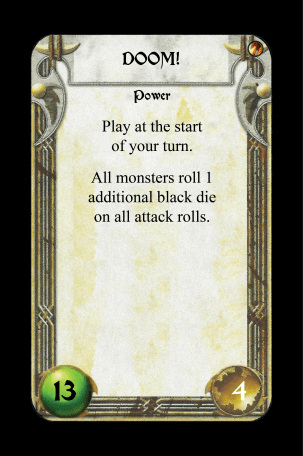 DOOM!
Power
Play at the start
of your turn.
All monsters roll 1
additional black die
on all attack rolls.
13
4